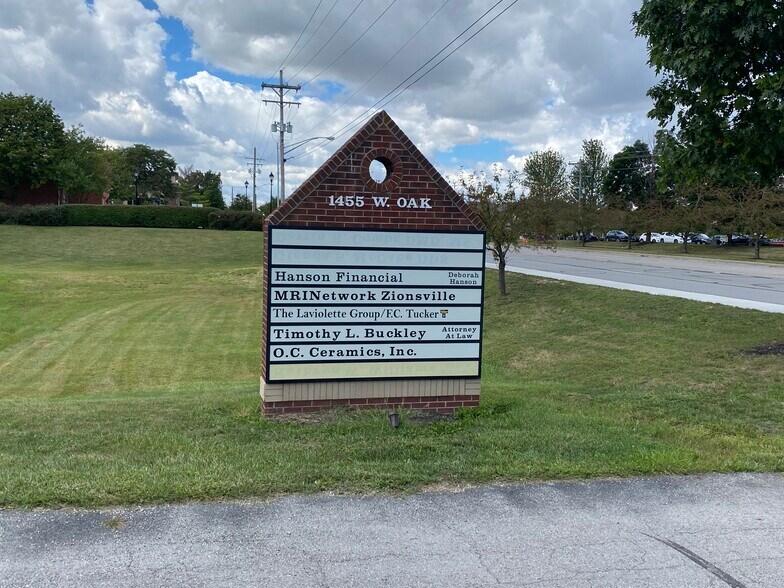 1455 W. OAK
Hanson Financial Deborah Hanson
MRINetwork Zionsville
The Laviolette Group/F.C. Tucker
Timothy L. Buckley Attorney At Law
O.C. Ceramics, Inc.